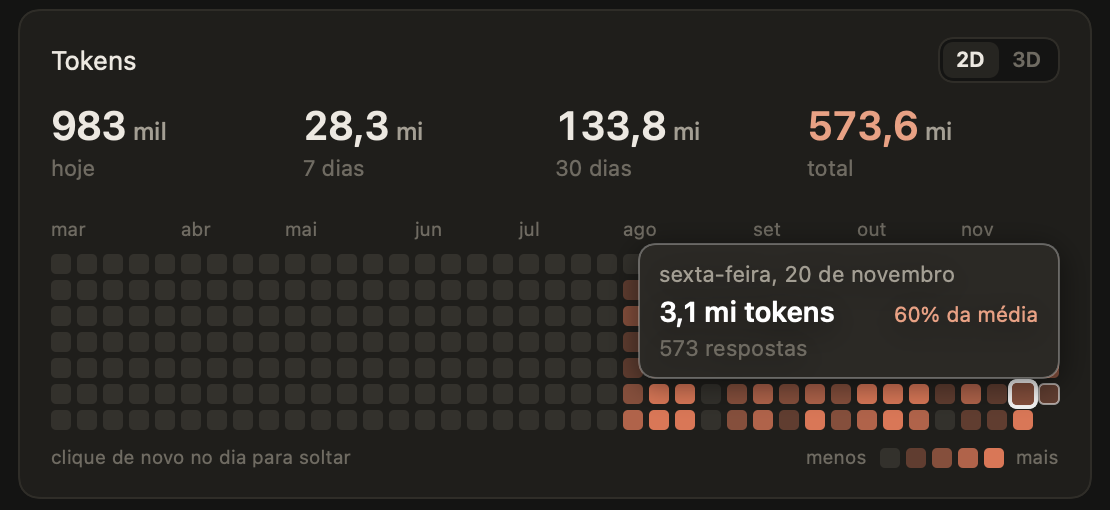 Tokens
2D 3D
983 mil
28,3 mi
133,8 mi
573,6 mi
hoje
7 dias
30 dias
total
mar abr mai jun jul ago set out nov
sexta-feira, 20 de novembro
3,1 mi tokens
60% da média
573 respostas
clique de novo no dia para soltar
menos
mais